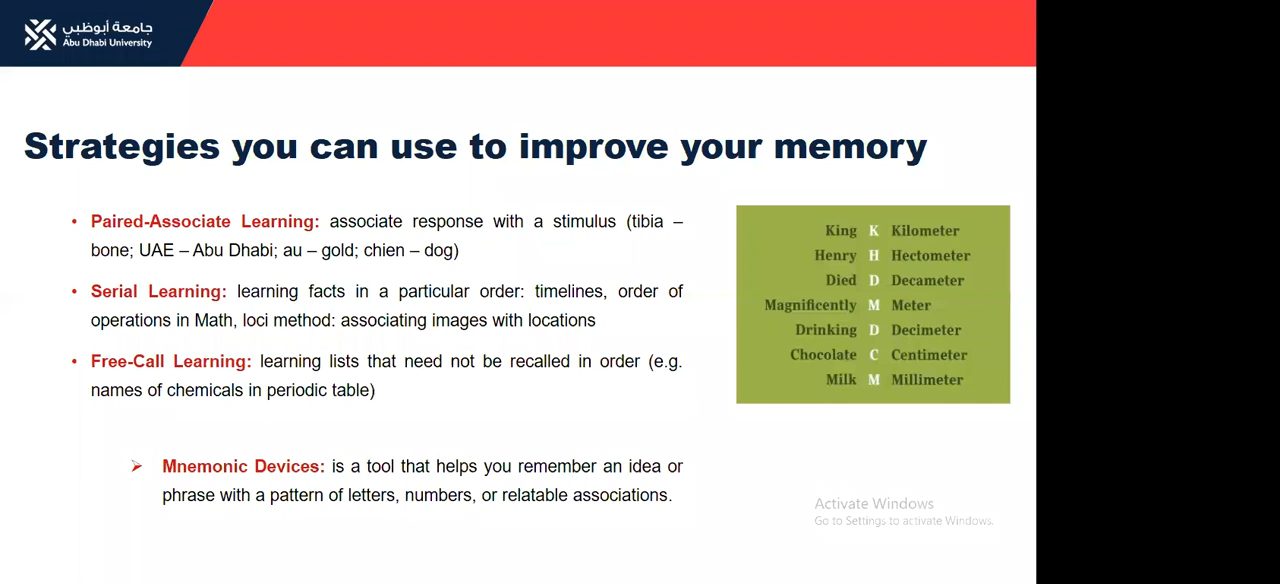 جامعة أبوظبي
Abu Dhabi University
Strategies you can use to improve your memory
• Paired-Associate Learning: associate response with a stimulus (tibia –
bone; UAE – Abu Dhabi; au – gold; chien – dog)
• Serial Learning: learning facts in a particular order: timelines, order of
operations in Math, loci method: associating images with locations
• Free-Call Learning: learning lists that need not be recalled in order (e.g.
names of chemicals in periodic table)
➢ Mnemonic Devices: is a tool that helps you remember an idea or
phrase with a pattern of letters, numbers, or relatable associations.
King K Kilometer
Henry H Hectometer
Died D Decameter
Magnificently M Meter
Drinking D Decimeter
Chocolate C Centimeter
Milk M Millimeter
Activate Windows
Go to Settings to activate Windows.